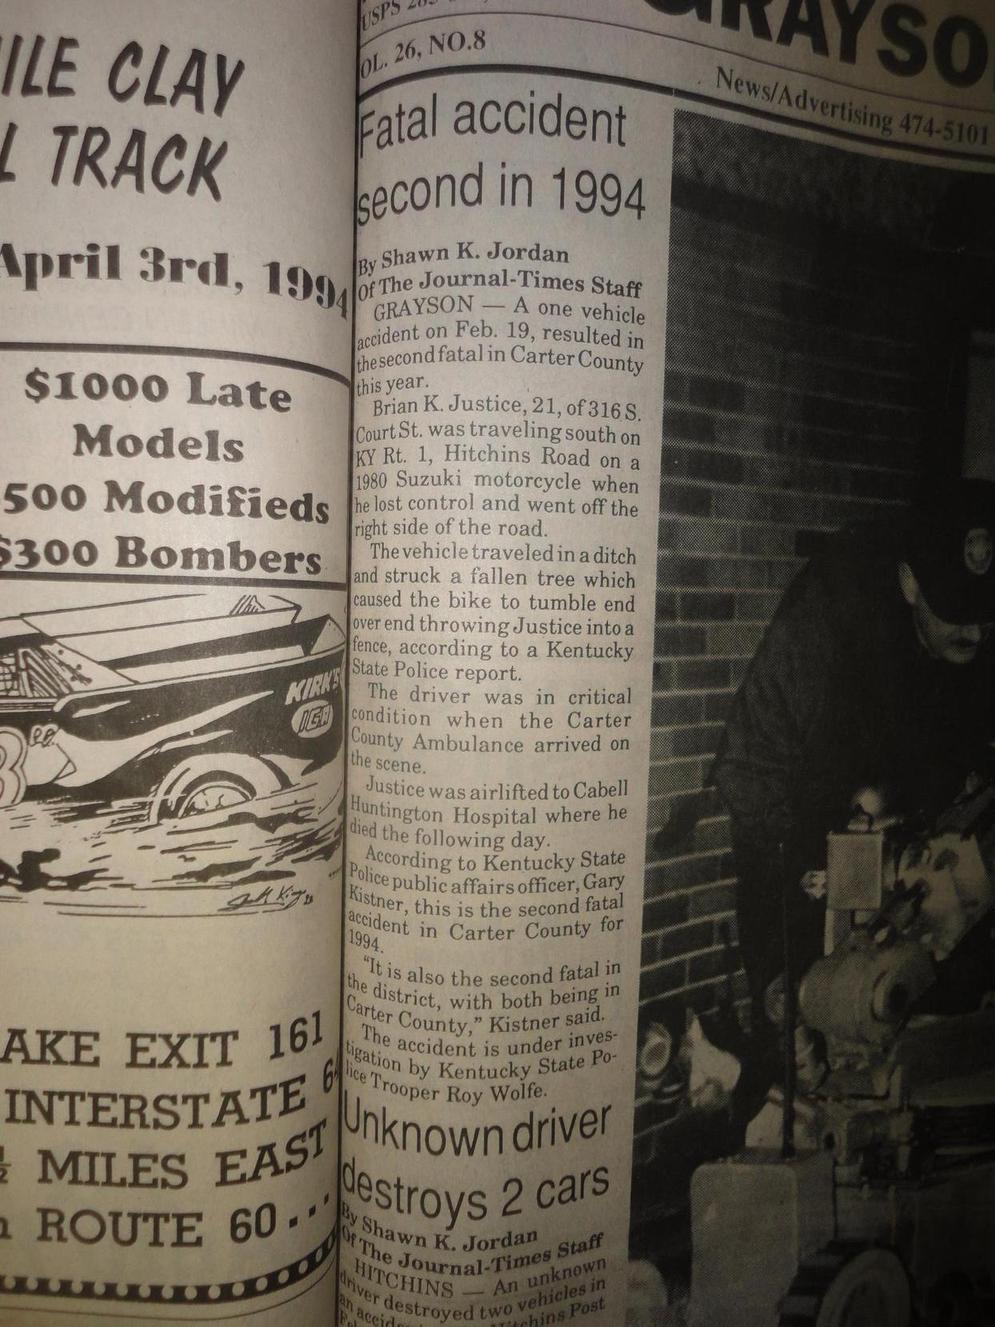 ILE CLAY
L TRACK
April 3rd, 1994
$1000 Late
Models
500 Modifieds
$300 Bombers
KIRK'S
IGA
AKE EXIT 161
INTERSTATE 64
½ MILES EAST
ROUTE 60...
USPS
GRAYSO
OL. 26, NO.8
News/Advertising 474-5101
Fatal accident
second in 1994
By Shawn K. Jordan
Of The Journal-Times Staff
GRAYSON — A one vehicle
accident on Feb. 19, resulted in
the second fatal in Carter County
this year.
Brian K. Justice, 21, of 316 S.
Court St. was traveling south on
KY Rt. 1, Hitchins Road on a
1980 Suzuki motorcycle when
he lost control and went off the
right side of the road.
The vehicle traveled in a ditch
and struck a fallen tree which
caused the bike to tumble end
over end throwing Justice into a
fence, according to a Kentucky
State Police report.
The driver was in critical
condition when the Carter
County Ambulance arrived on
the scene.
Justice was airlifted to Cabell
Huntington Hospital where he
died the following day.
According to Kentucky State
Police public affairs officer, Gary
Kistner, this is the second fatal
accident in Carter County for
1994.
"It is also the second fatal in
the district, with both being in
Carter County," Kistner said.
The accident is under inves-
tigation by Kentucky State Po-
lice Trooper Roy Wolfe.
Unknown driver
destroys 2 cars
By Shawn K. Jordan
Of The Journal-Times Staff
HITCHINS — An unknown
driver destroyed two vehicles in
Hitchins Post